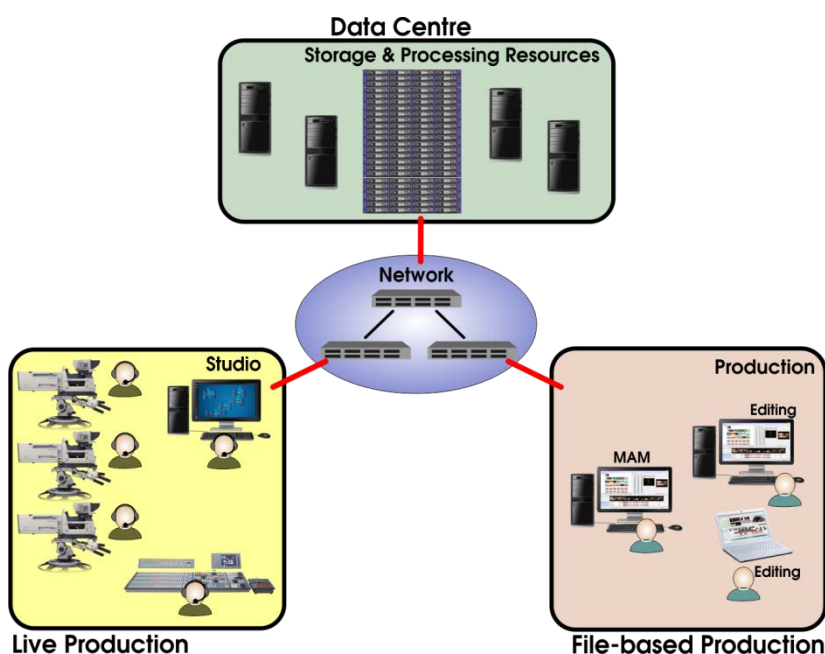 Data Centre
Storage & Processing Resources
Network
Studio
Production
Editing
MAM
Editing
Live Production
File-based Production